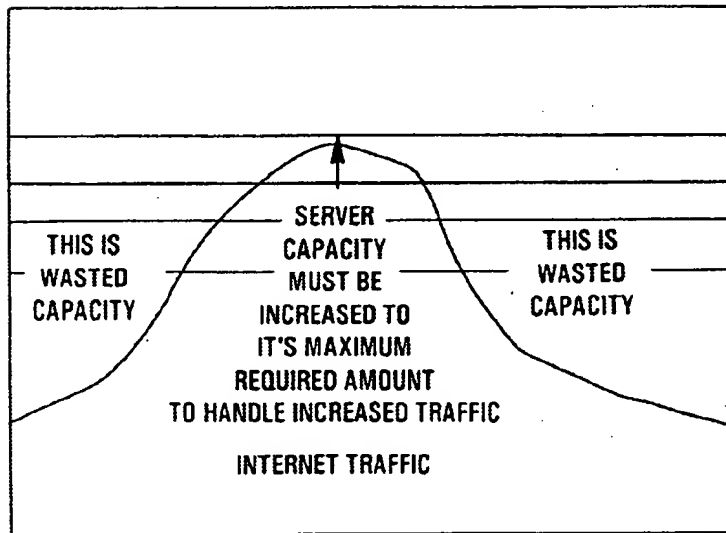 THIS IS
WASTED
CAPACITY
SERVER
CAPACITY
MUST BE
INCREASED TO
IT'S MAXIMUM
REQUIRED AMOUNT
TO HANDLE INCREASED TRAFFIC
THIS IS
WASTED
CAPACITY
INTERNET TRAFFIC